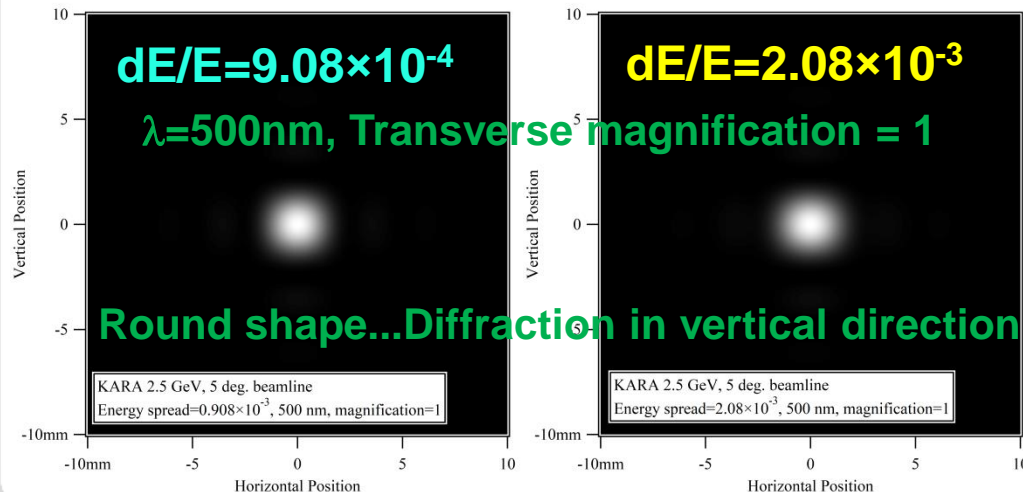 dE/E=9.08×10⁻⁴
dE/E=2.08×10⁻³
λ=500nm, Transverse magnification = 1
Round shape...Diffraction in vertical direction
10
5
0
-5
-10mm
Vertical Position
KARA 2.5 GeV, 5 deg. beamline
Energy spread=0.908×10⁻³, 500 nm, magnification=1
-10mm
-5
0
5
10
Horizontal Position
10
5
0
-5
-10mm
Vertical Position
KARA 2.5 GeV, 5 deg. beamline
Energy spread=2.08×10⁻³, 500 nm, magnification=1
-10mm
-5
0
5
10
Horizontal Position